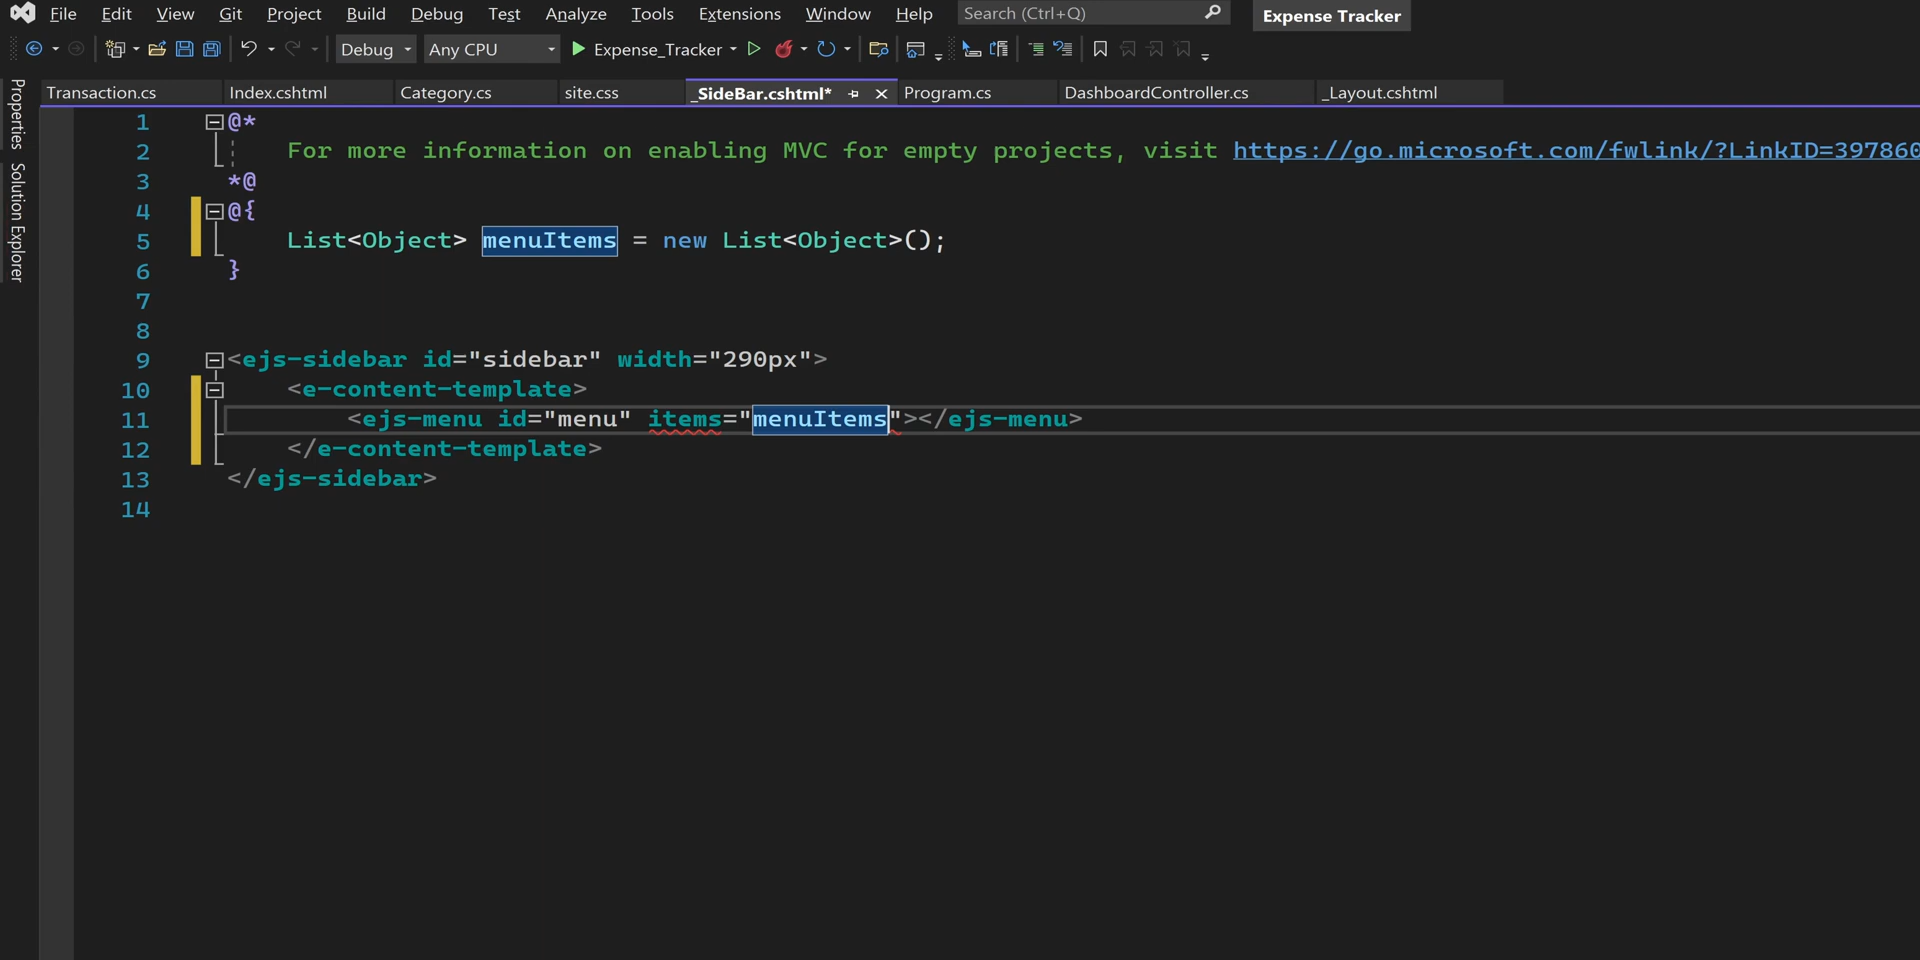 File Edit View Git Project Build Debug Test Analyze Tools Extensions Window Help Search (Ctrl+Q) Expense Tracker
Debug Any CPU Expense_Tracker
Properties
Solution Explorer
Transaction.cs Index.cshtml Category.cs site.css _SideBar.cshtml* Program.cs DashboardController.cs _Layout.cshtml
1 @*
2 For more information on enabling MVC for empty projects, visit https://go.microsoft.com/fwlink/?LinkID=397860
3 *@
4 @{
5 List<Object> menuItems = new List<Object>();
6 }
7
8
9 <ejs-sidebar id="sidebar" width="290px">
10 <e-content-template>
11 <ejs-menu id="menu" items="menuItems"></ejs-menu>
12 </e-content-template>
13 </ejs-sidebar>
14